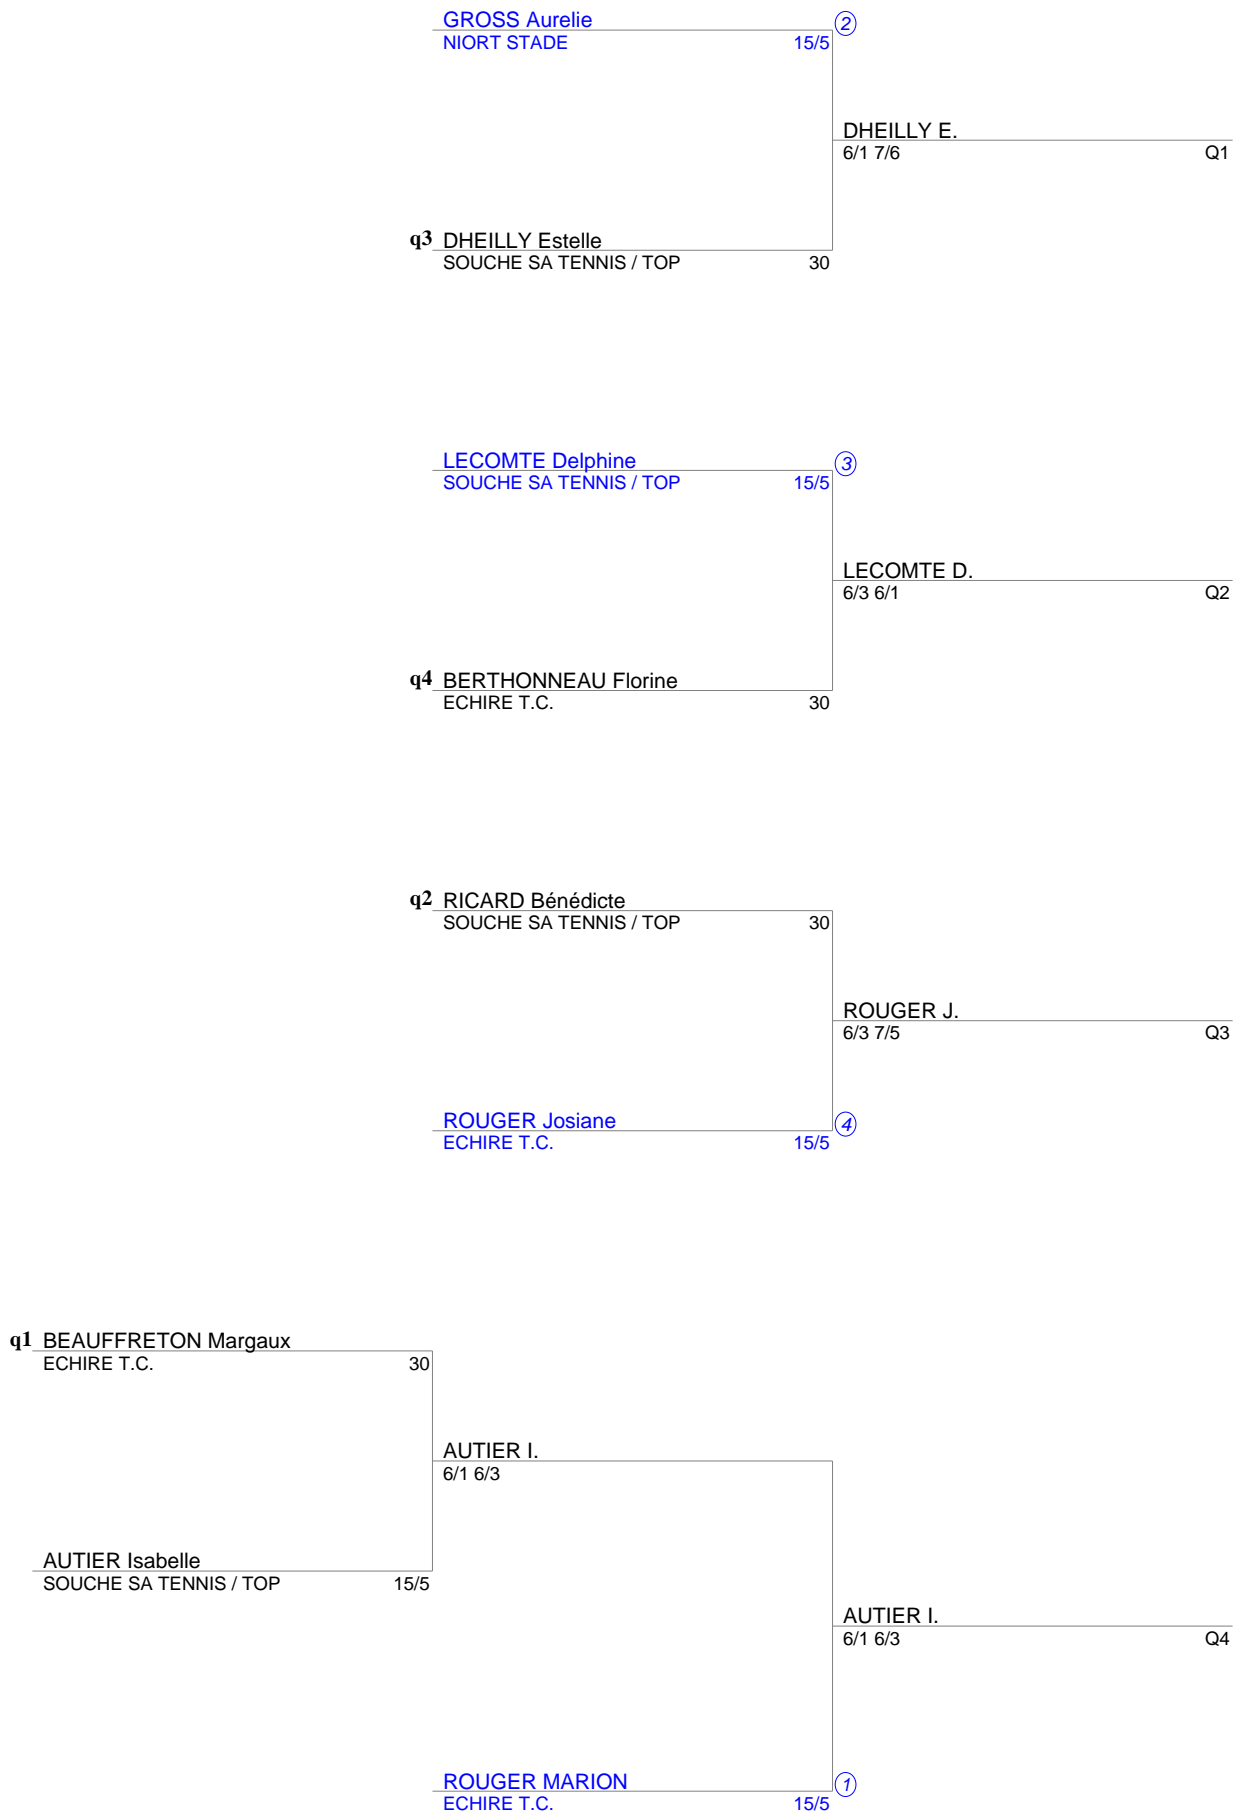 GROSS Aurelie 2
NIORT STADE 15/5
DHEILLY E.
6/1 7/6 Q1
q3 DHEILLY Estelle
SOUCHE SA TENNIS / TOP 30
LECOMTE Delphine 3
SOUCHE SA TENNIS / TOP 15/5
LECOMTE D.
6/3 6/1 Q2
q4 BERTHONNEAU Florine
ECHIRE T.C. 30
q2 RICARD Bénédicte
SOUCHE SA TENNIS / TOP 30
ROUGER J.
6/3 7/5 Q3
ROUGER Josiane 4
ECHIRE T.C. 15/5
q1 BEAUFFRETON Margaux
ECHIRE T.C. 30
AUTIER I.
6/1 6/3
AUTIER Isabelle
SOUCHE SA TENNIS / TOP 15/5
AUTIER I.
6/1 6/3 Q4
ROUGER MARION 1
ECHIRE T.C. 15/5